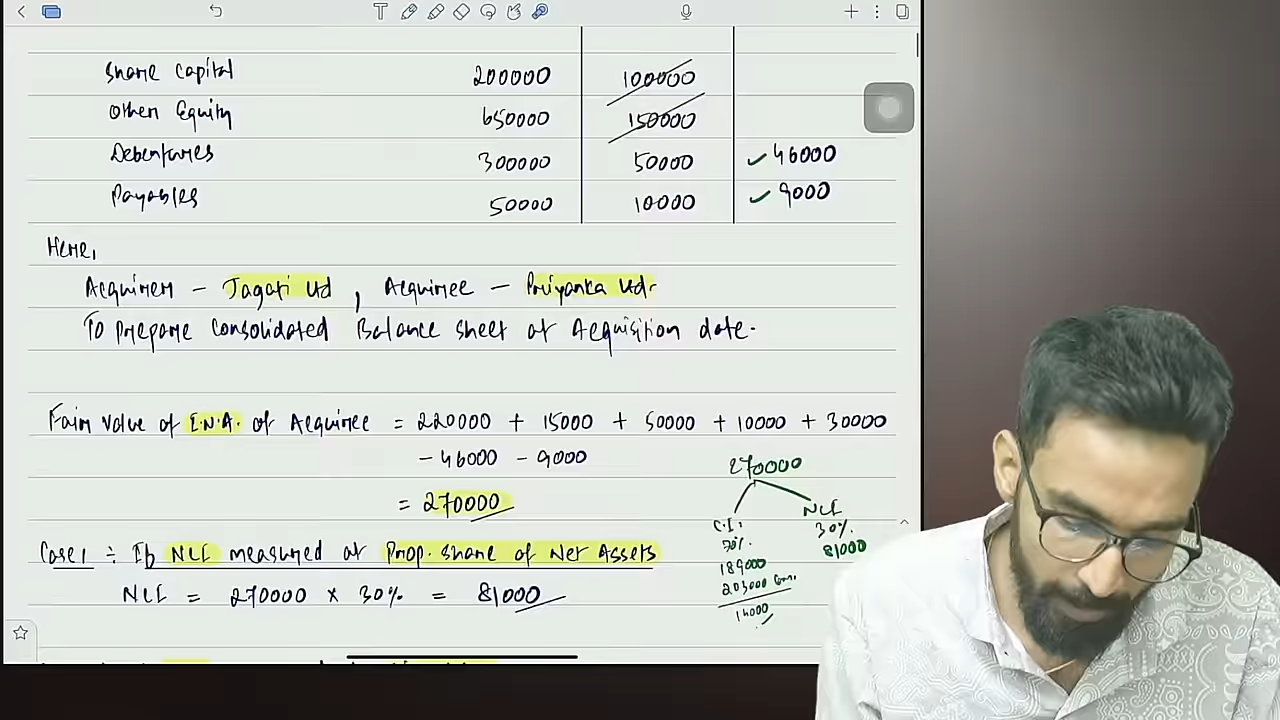 Share Capital 200000 100000
Other Equity 650000 150000
Debentures 300000 50000 ✓ 46000
Payables 50000 10000 ✓ 9000
Here,
Acquirer - Jagati Ltd, Acquiree - Priyanka Ltd.
To prepare Consolidated Balance sheet at Acquisition date.
Fair value of I.N.A. of Acquiree = 220000 + 15000 + 50000 + 10000 + 30000
- 46000 - 9000
= 270000
270000
C.I. NCI
70% 30%
189000 81000
203000
14000
Case1 ÷ If NCI measured at Prop. Share of Net Assets
NCI = 270000 × 30% = 81000